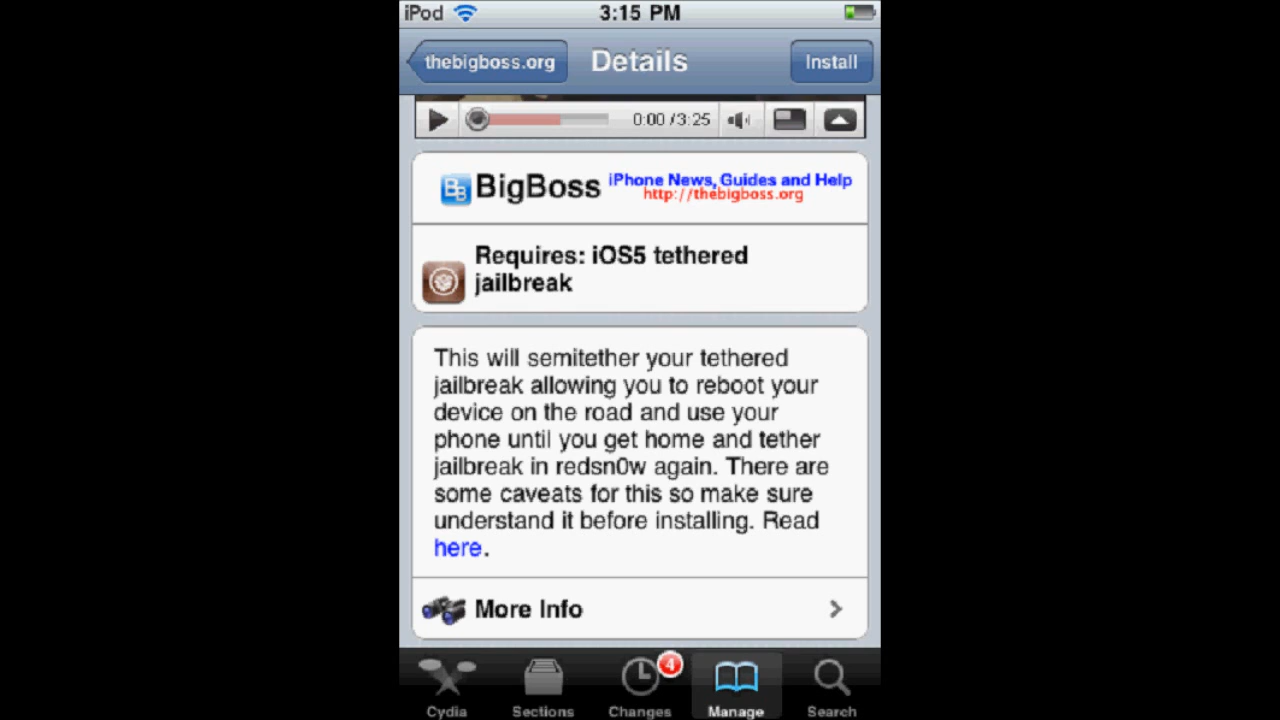 iPod 3:15 PM
thebigboss.org Details Install
0:00 / 3:25
BB BigBoss iPhone News, Guides and Help
http://thebigboss.org
Requires: iOS5 tethered
jailbreak
This will semitether your tethered
jailbreak allowing you to reboot your
device on the road and use your
phone until you get home and tether
jailbreak in redsn0w again. There are
some caveats for this so make sure
understand it before installing. Read
here.
More Info
4
Cydia Sections Changes Manage Search